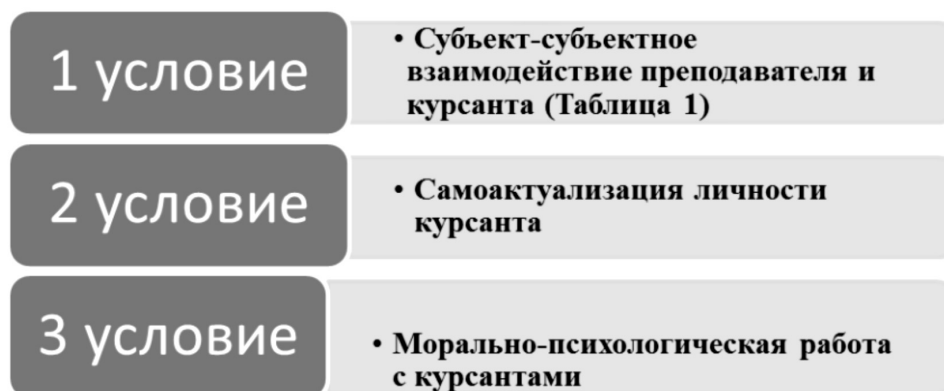 1 условие
• Субъект-субъектное
взаимодействие преподавателя и
курсанта (Таблица 1)
2 условие
• Самоактуализация личности
курсанта
3 условие
• Морально-психологическая работа
с курсантами